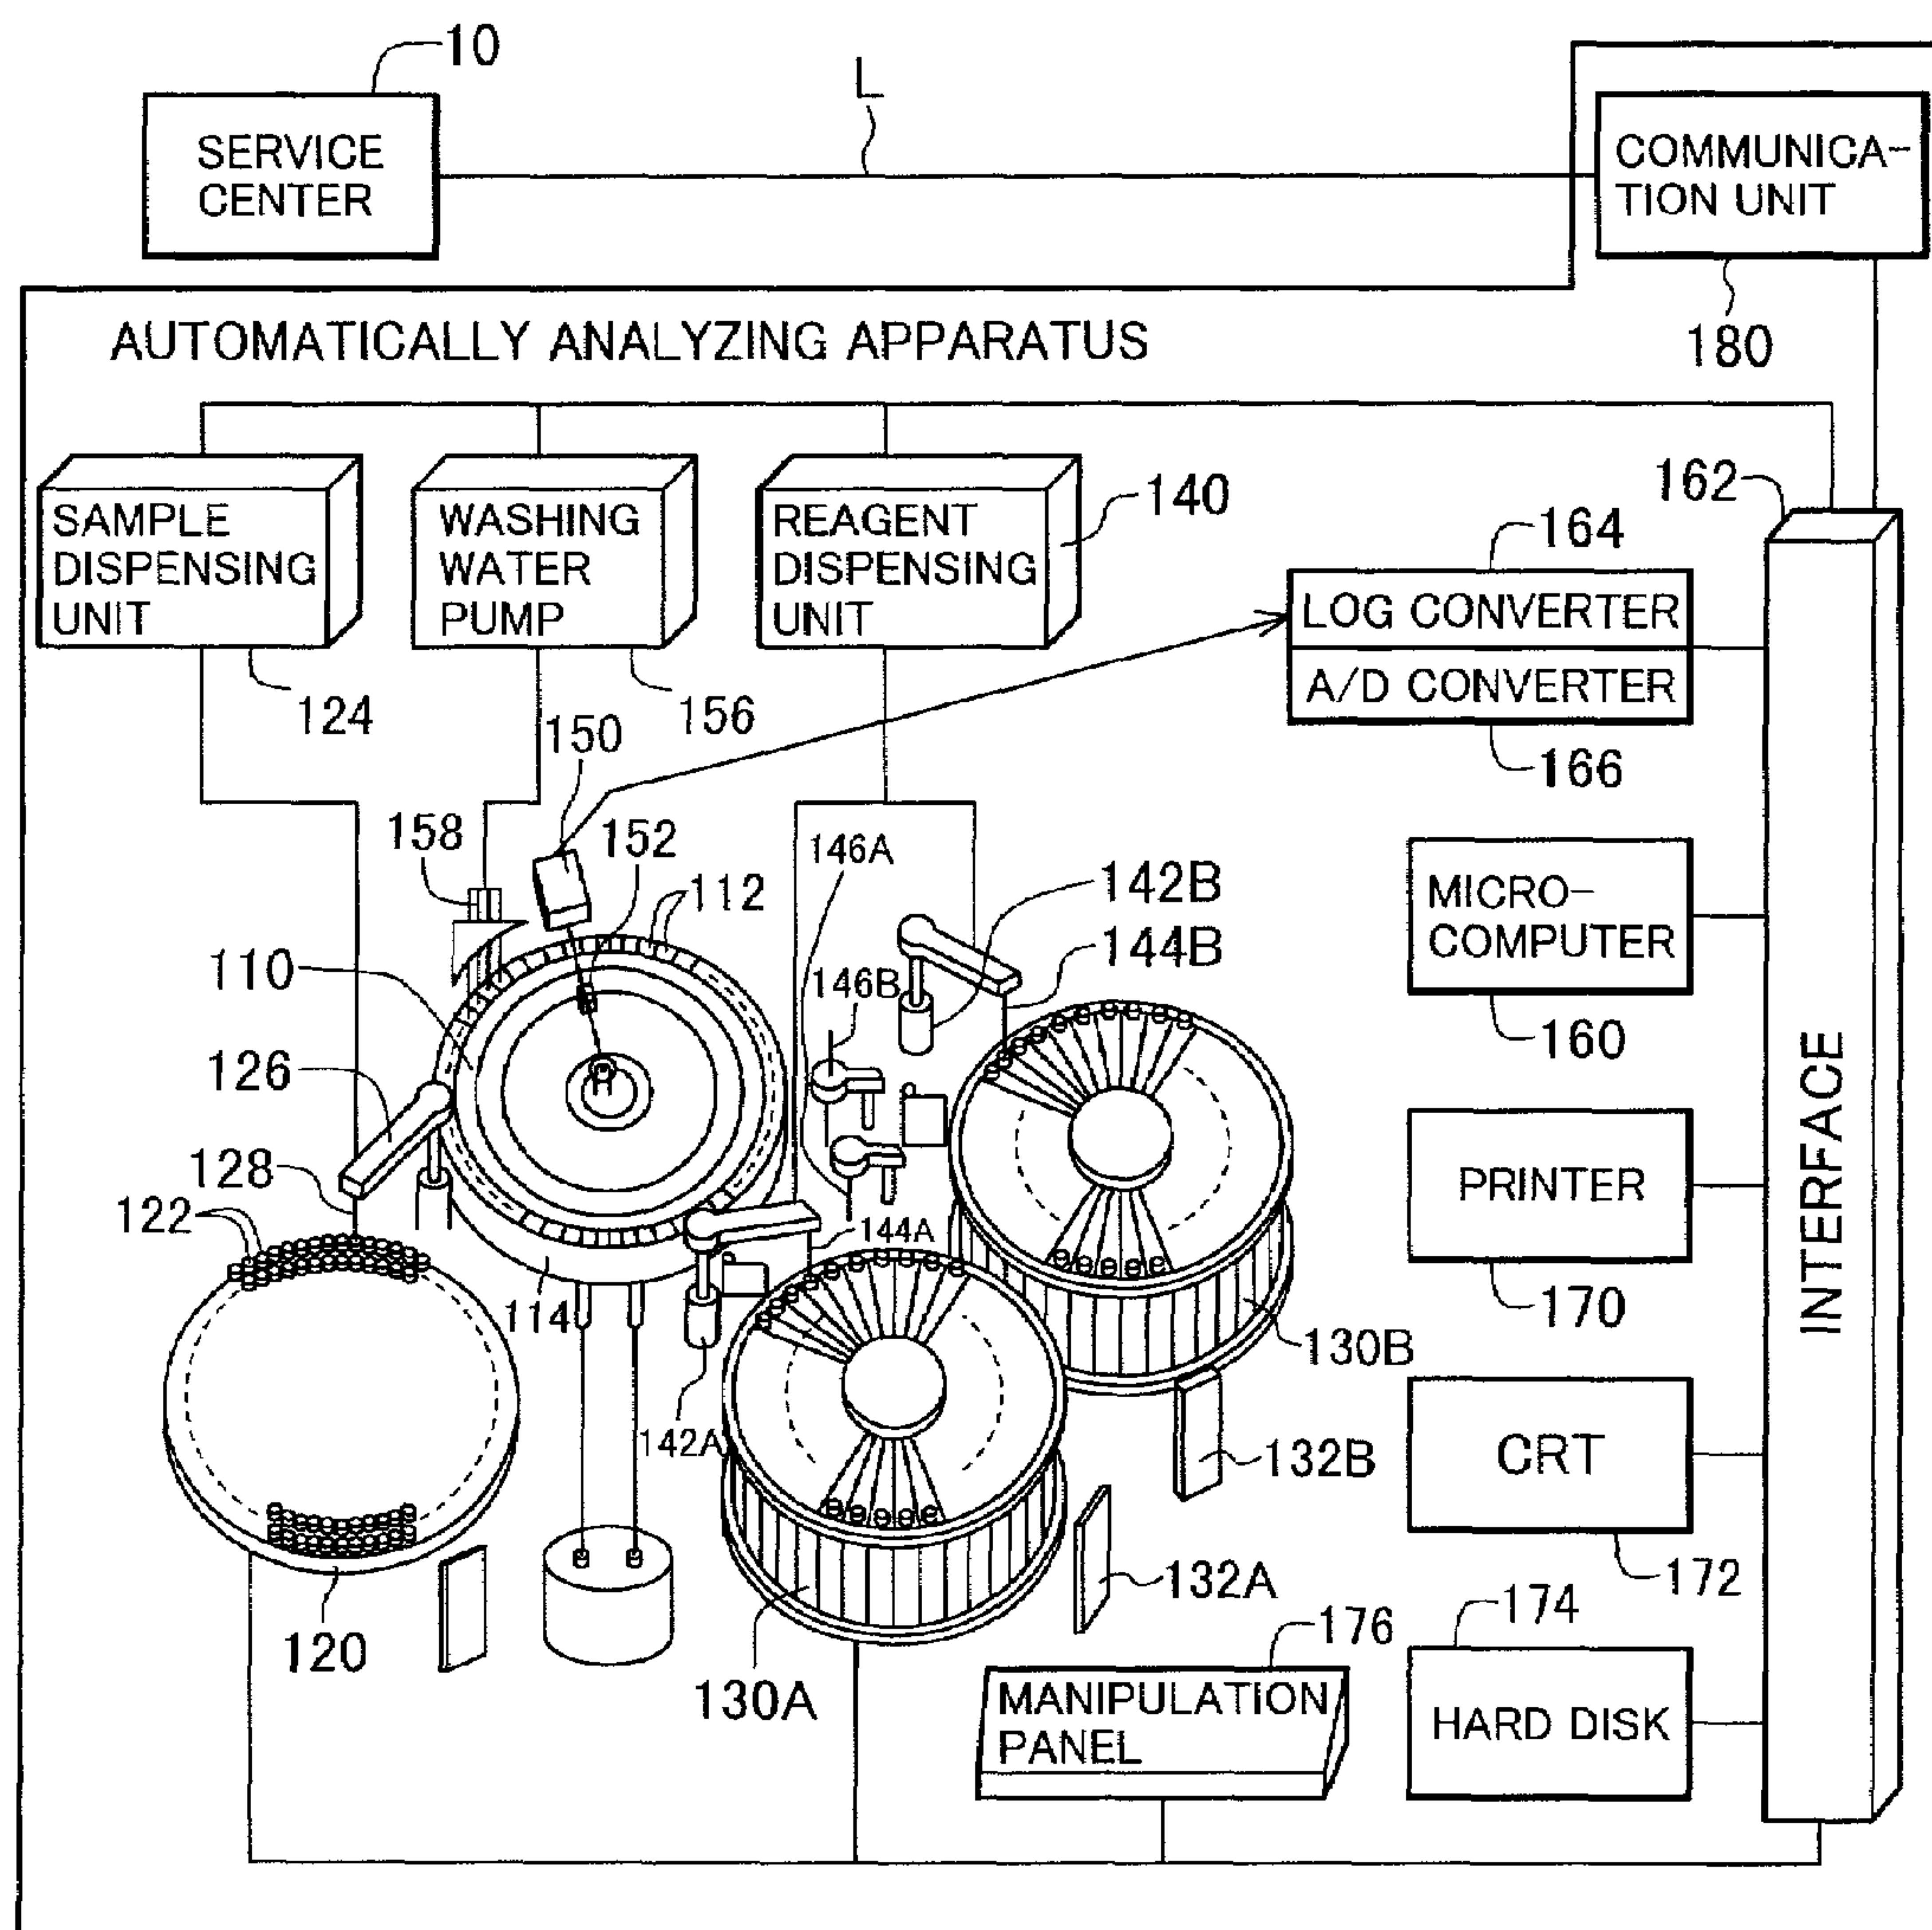 10
L
SERVICE
CENTER
COMMUNICA-
TION UNIT
180
AUTOMATICALLY ANALYZING APPARATUS
SAMPLE
DISPENSING
UNIT
124
WASHING
WATER
PUMP
156
REAGENT
DISPENSING
UNIT
140
162
164
LOG CONVERTER
A/D CONVERTER
166
150
158
152
112
146A
142B
144B
146B
110
126
128
122
MICRO-
COMPUTER
160
INTERFACE
PRINTER
170
144A
114
142A
130B
132B
CRT
172
132A
120
130A
176
MANIPULATION
PANEL
174
HARD DISK